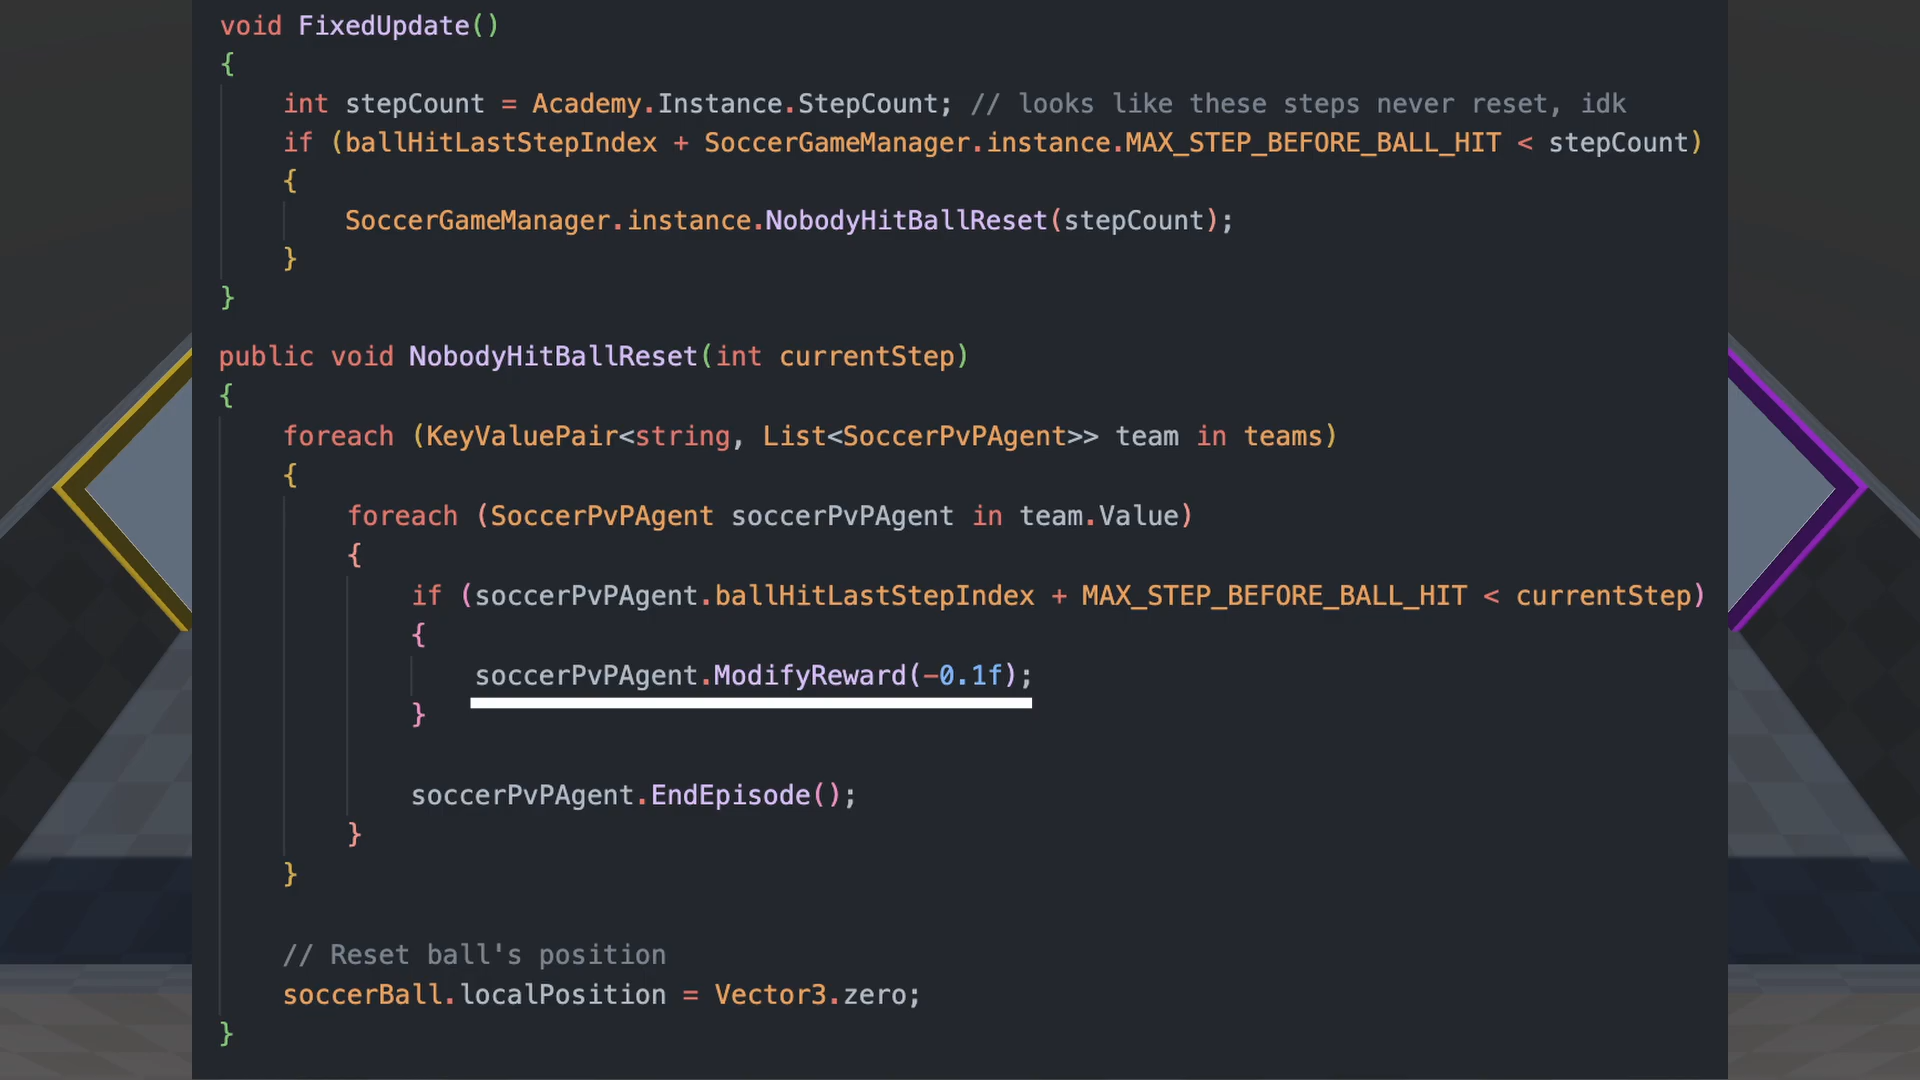 void FixedUpdate()
{
int stepCount = Academy.Instance.StepCount; // looks like these steps never reset, idk
if (ballHitLastStepIndex + SoccerGameManager.instance.MAX_STEP_BEFORE_BALL_HIT < stepCount)
{
SoccerGameManager.instance.NobodyHitBallReset(stepCount);
}
}
public void NobodyHitBallReset(int currentStep)
{
foreach (KeyValuePair<string, List<SoccerPvPAgent>> team in teams)
{
foreach (SoccerPvPAgent soccerPvPAgent in team.Value)
{
if (soccerPvPAgent.ballHitLastStepIndex + MAX_STEP_BEFORE_BALL_HIT < currentStep)
{
soccerPvPAgent.ModifyReward(-0.1f);
}
soccerPvPAgent.EndEpisode();
}
}
// Reset ball's position
soccerBall.localPosition = Vector3.zero;
}